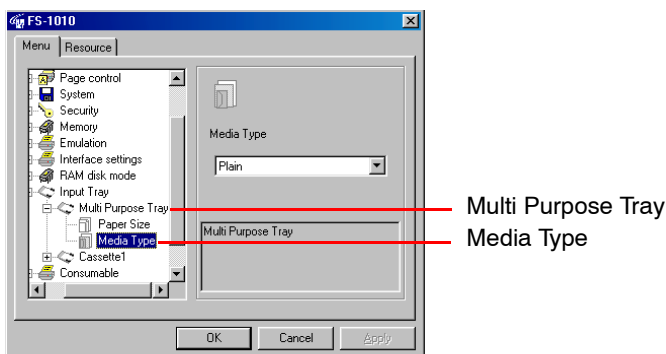 FS-1010
Menu
Resource
Page control
System
Security
Memory
Emulation
Interface settings
RAM disk mode
Input Tray
Multi Purpose Tray
Paper Size
Media Type
Cassette1
Consumable
Media Type
Plain
Multi Purpose Tray
OK
Cancel
Apply
Multi Purpose Tray
Media Type